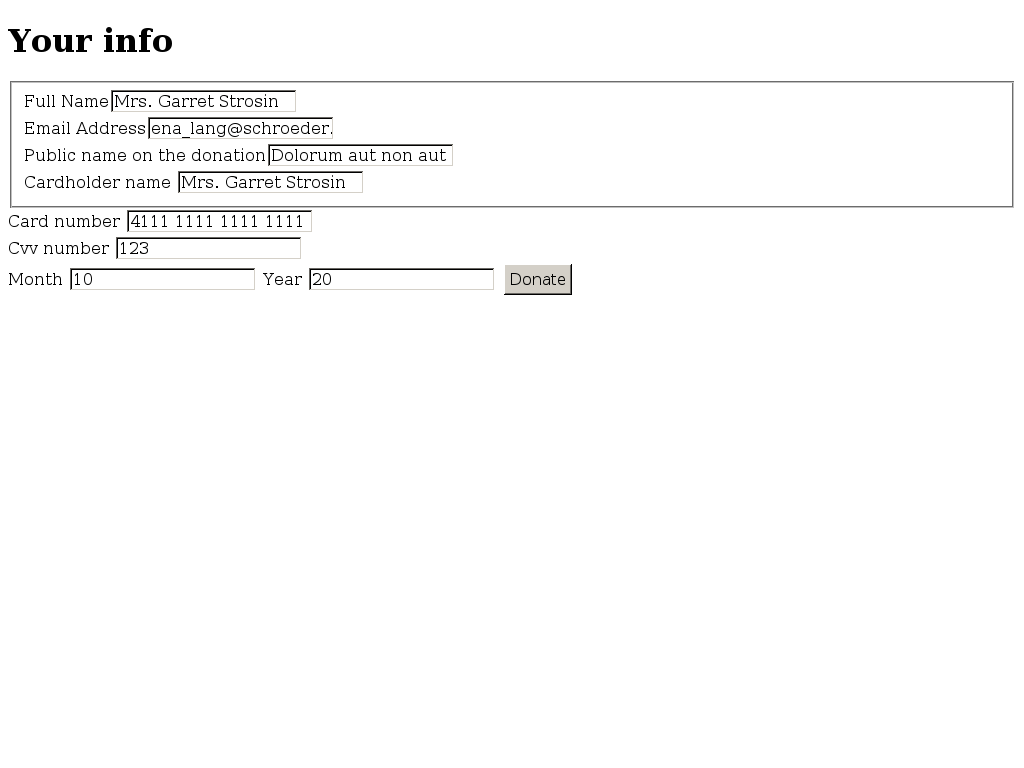 Your info
Full Name Mrs. Garret Strosin
Email Address ena_lang@schroeder.
Public name on the donation Dolorum aut non aut
Cardholder name Mrs. Garret Strosin
Card number 4111 1111 1111 1111
Cvv number 123
Month 10 Year 20 Donate